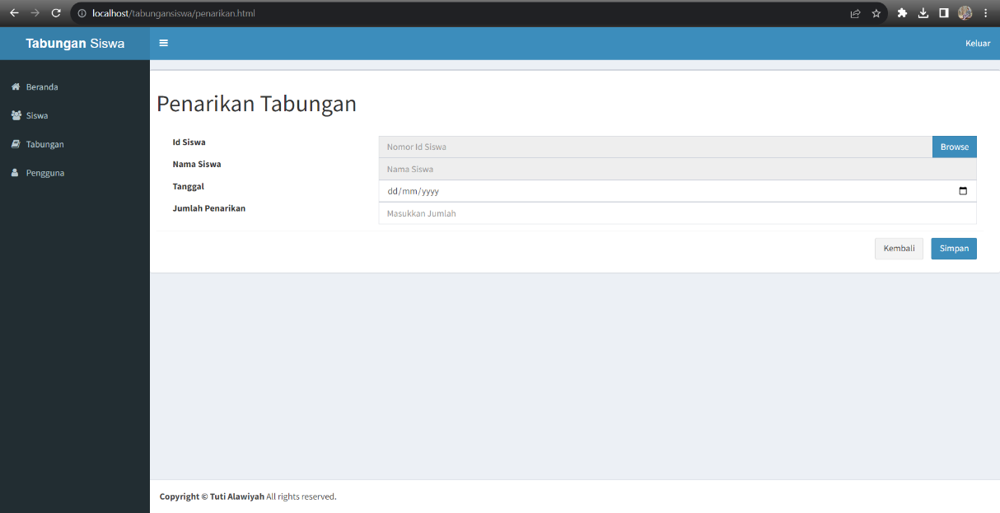 localhost/tabungansiswa/penarikan.html
Tabungan Siswa
Keluar
Beranda
Siswa
Tabungan
Pengguna
Penarikan Tabungan
Id Siswa
Nomor Id Siswa
Browse
Nama Siswa
Nama Siswa
Tanggal
dd/mm/yyyy
Jumlah Penarikan
Masukkan Jumlah
Kembali
Simpan
Copyright © Tuti Alawiyah All rights reserved.